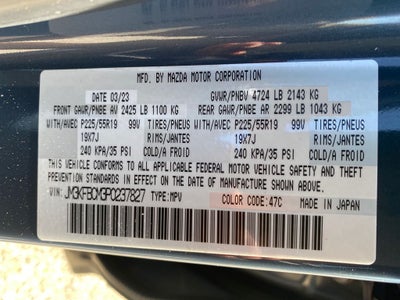 MFD. BY MAZDA MOTOR CORPORATION
DATE 03/23 GVWR/PNBV 4724 LB 2143 KG
FRONT GAWR/PNBE AV 2425 LB 1100 KG REAR GAWR/PNBE AR 2299 LB 1043 KG
WITH/AVEC P225/55R19 99V TIRES/PNEUS WITH/AVEC P225/55R19 99V TIRES/PNEUS
19X7J RIMS/JANTES 19X7J RIMS/JANTES
240 KPA/35 PSI COLD/A FROID 240 KPA/35 PSI COLD/A FROID
THIS VEHICLE CONFORMS TO ALL APPLICABLE FEDERAL MOTOR VEHICLE SAFETY AND THEFT PREVENTION
STANDARDS IN EFFECT ON THE DATE OF MANUFACTURE SHOWN ABOVE.
JM3KFBCM3P0237827 TYPE:MPV COLOR CODE:47C MADE IN JAPAN